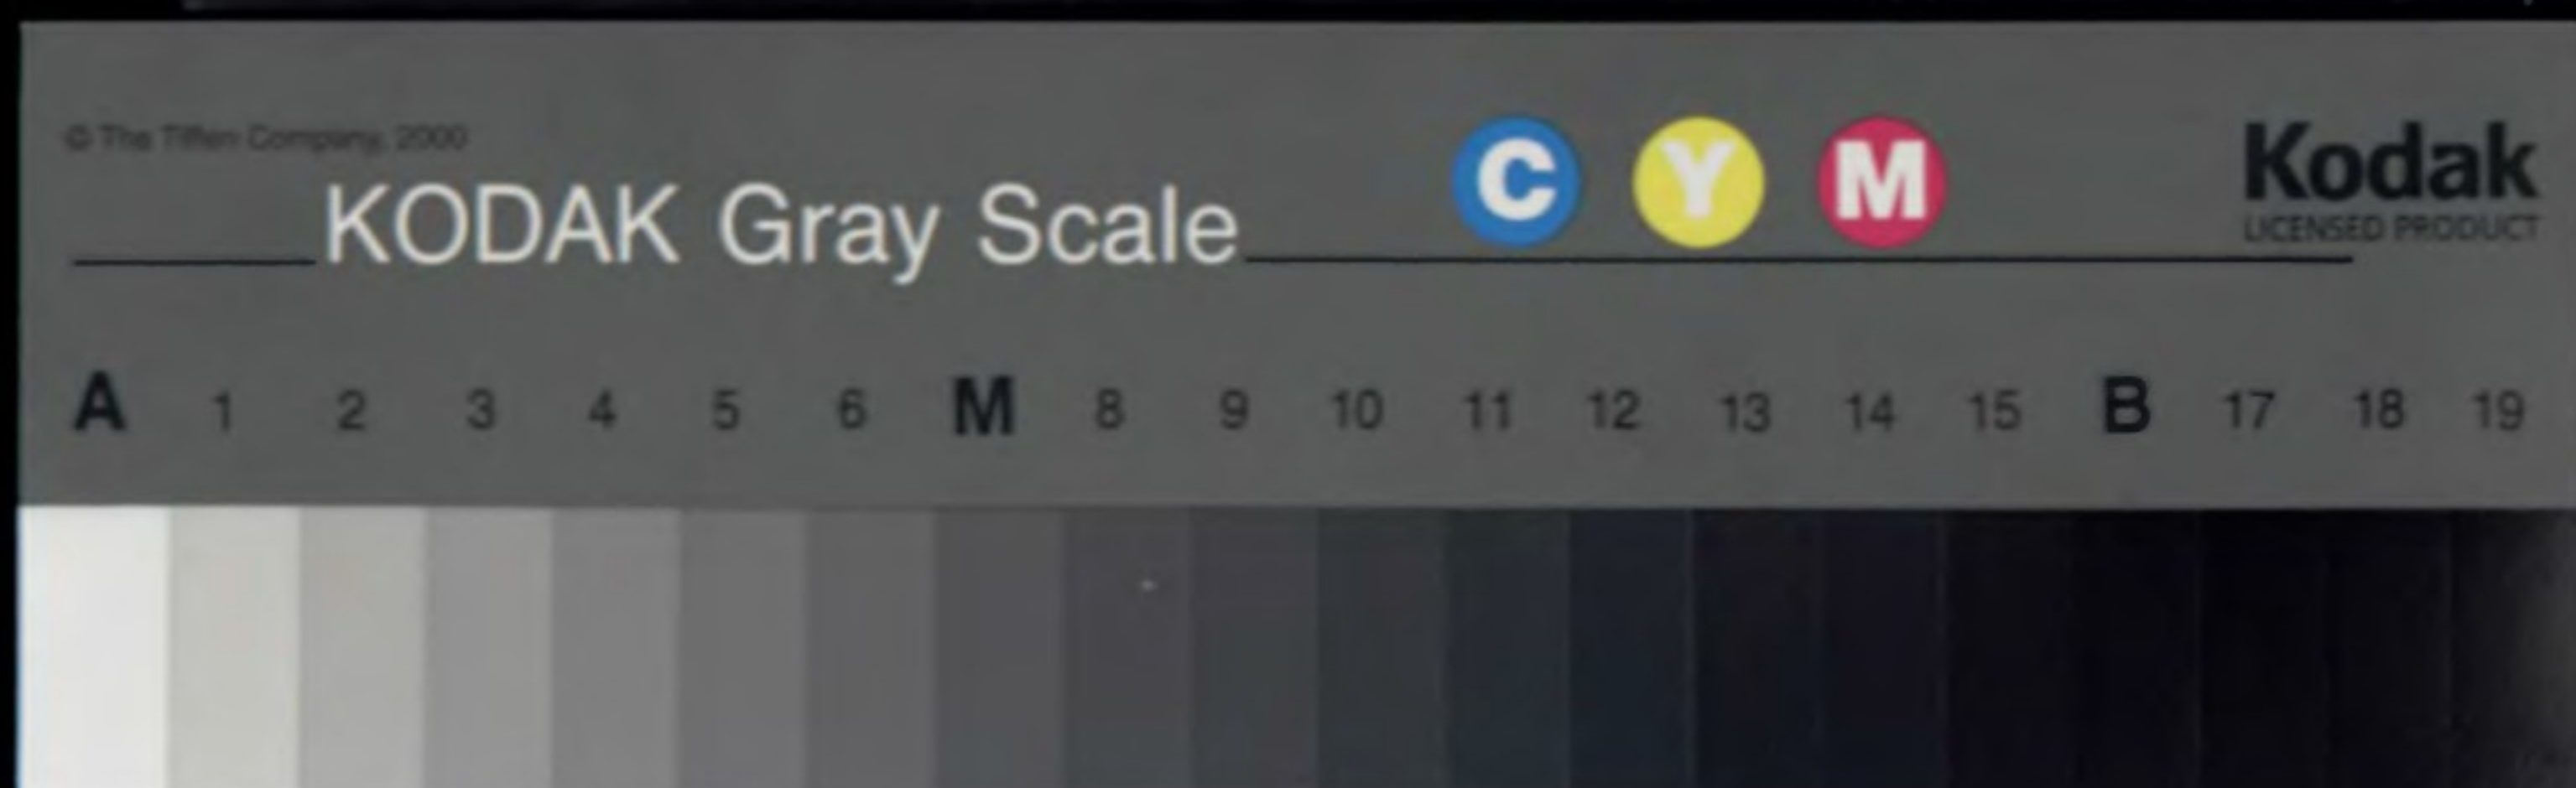 © The Tiffen Company, 2000
KODAK Gray Scale
C Y M
Kodak
LICENSED PRODUCT
A 1 2 3 4 5 6 M 8 9 10 11 12 13 14 15 B 17 18 19